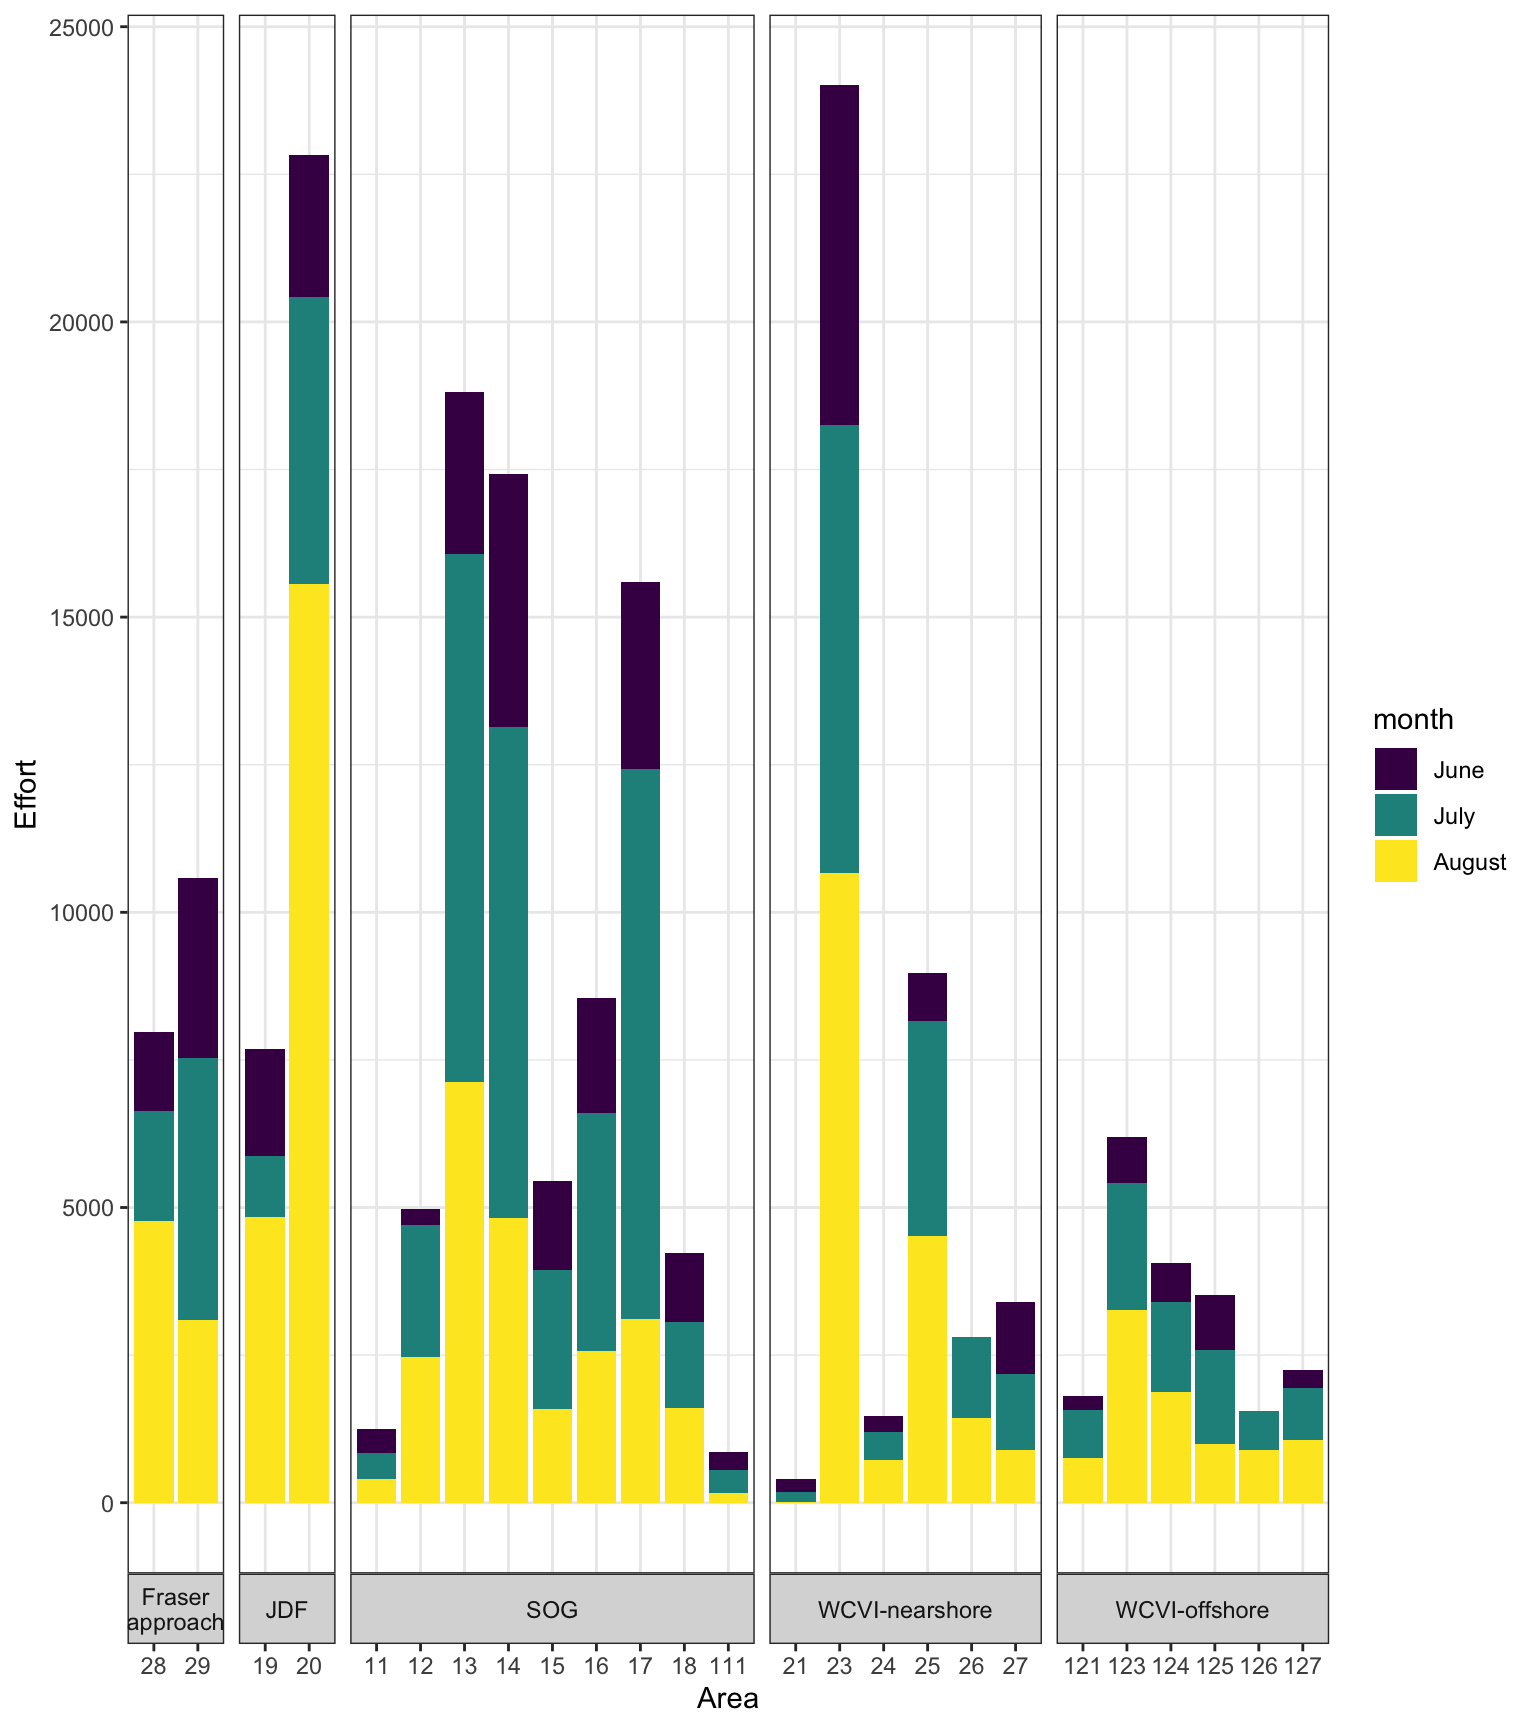 25000
20000
15000
10000
5000
0
Effort
month
June
July
August
Fraser
approach
JDF
SOG
WCVI-nearshore
WCVI-offshore
28 29 19 20 11 12 13 14 15 16 17 18 111 21 23 24 25 26 27 121 123 124 125 126 127
Area